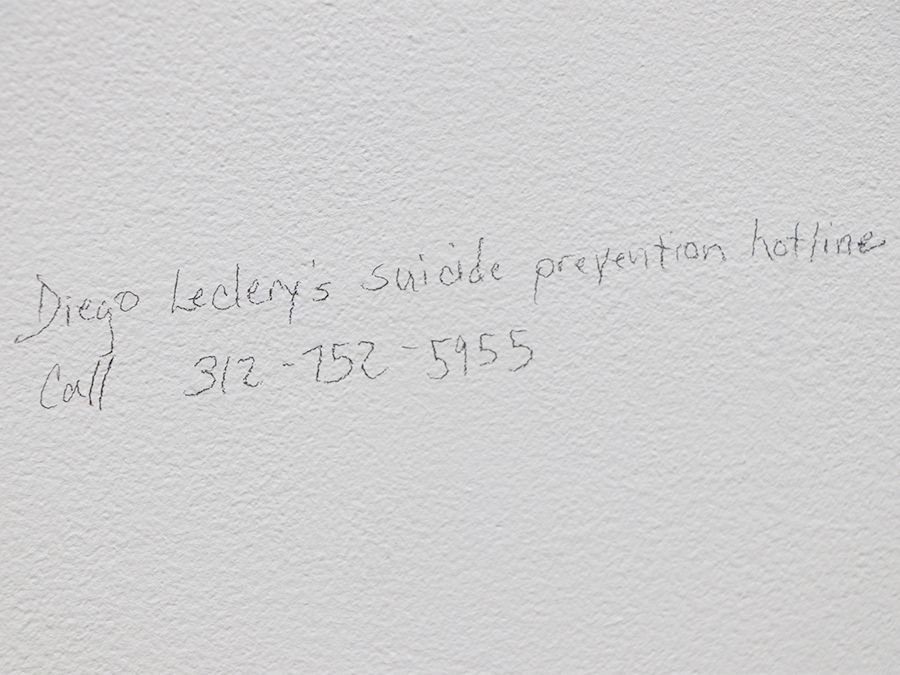 Diego Leclery's suicide prevention hotline
Call 312-752-5955